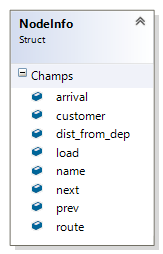 NodeInfo
Struct
Champs
arrival
customer
dist_from_dep
load
name
next
prev
route